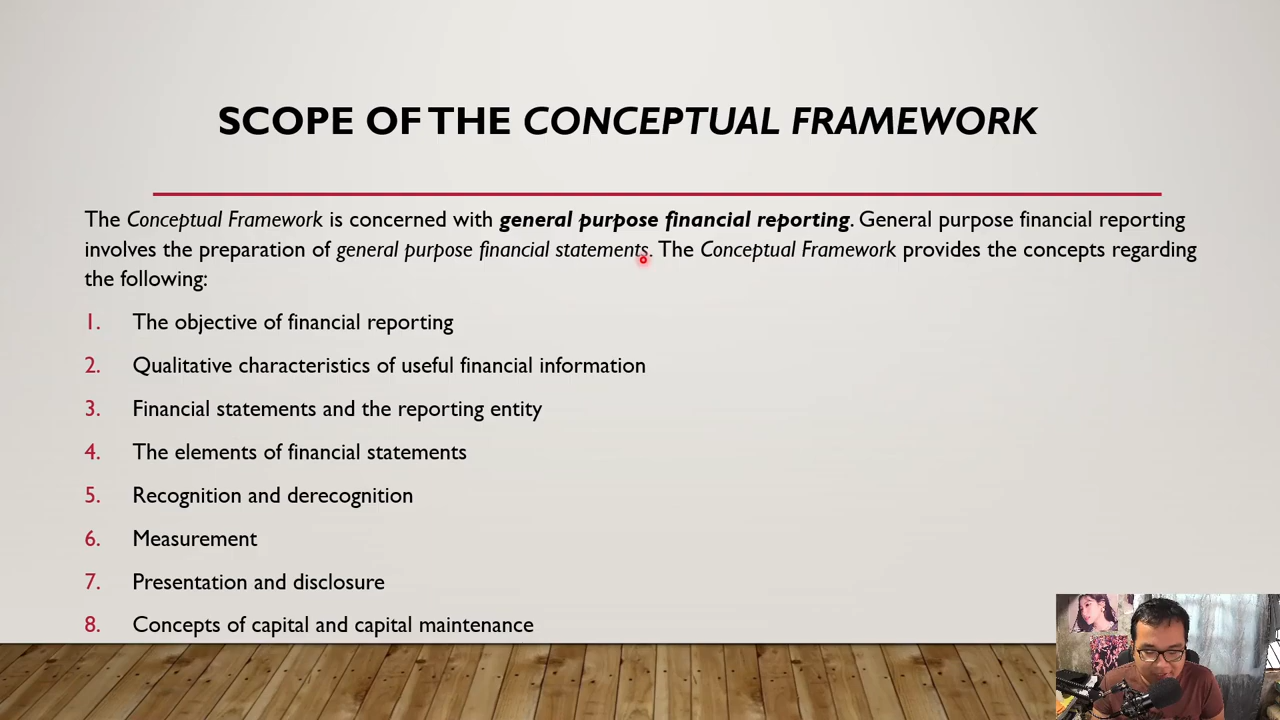 SCOPE OF THE CONCEPTUAL FRAMEWORK
The Conceptual Framework is concerned with general purpose financial reporting. General purpose financial reporting
involves the preparation of general purpose financial statements. The Conceptual Framework provides the concepts regarding
the following:
1. The objective of financial reporting
2. Qualitative characteristics of useful financial information
3. Financial statements and the reporting entity
4. The elements of financial statements
5. Recognition and derecognition
6. Measurement
7. Presentation and disclosure
8. Concepts of capital and capital maintenance